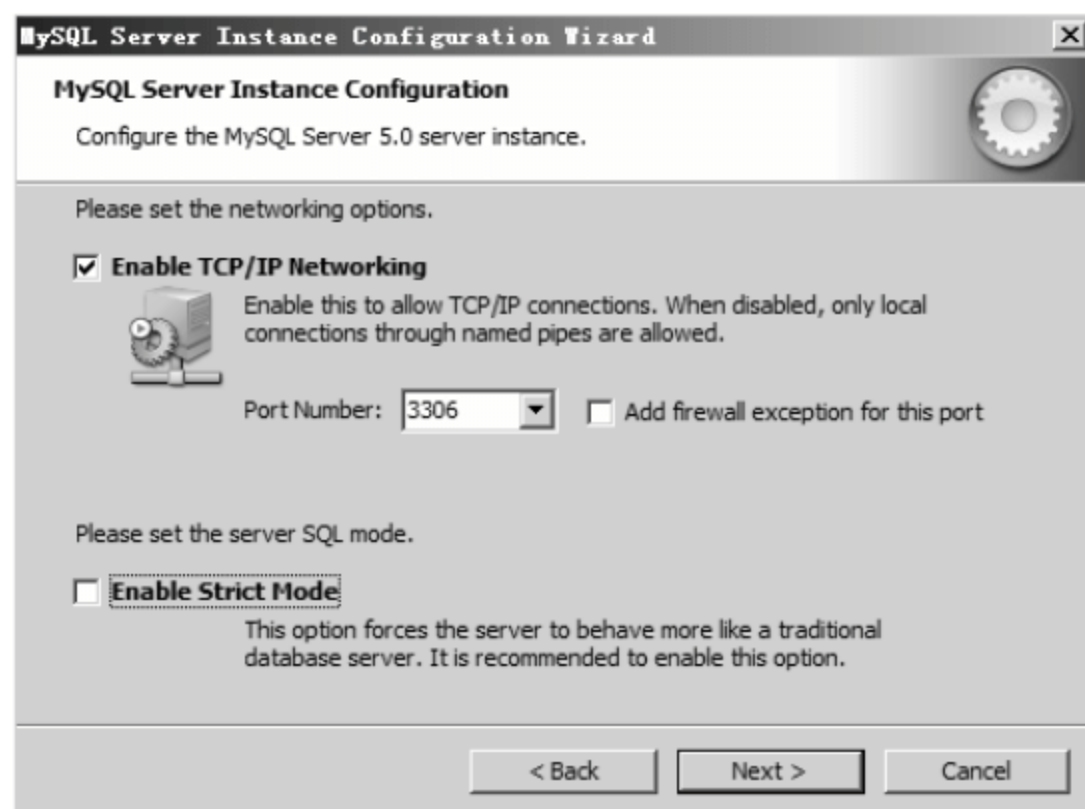 MySQL Server Instance Configuration Wizard
MySQL Server Instance Configuration
Configure the MySQL Server 5.0 server instance.
Please set the networking options.
Enable TCP/IP Networking
Enable this to allow TCP/IP connections. When disabled, only local
connections through named pipes are allowed.
Port Number: 3306 Add firewall exception for this port
Please set the server SQL mode.
Enable Strict Mode
This option forces the server to behave more like a traditional
database server. It is recommended to enable this option.
< Back Next > Cancel